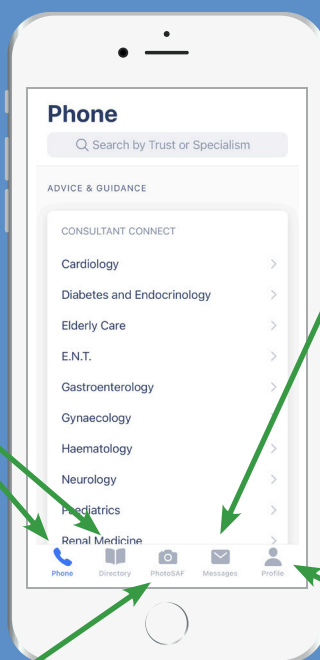 Phone
Search by Trust or Specialism
ADVICE & GUIDANCE
CONSULTANT CONNECT
Cardiology
Diabetes and Endocrinology
Elderly Care
E.N.T.
Gastroenterology
Gynaecology
Haematology
Neurology
Paediatrics
Renal Medicine
Phone Directory PhotoSAF Messages Profile